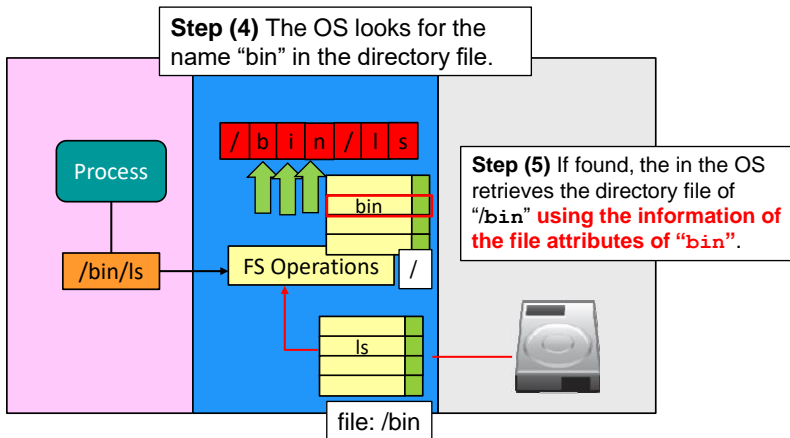 Step (4) The OS looks for the
name “bin” in the directory file.
/ b i n / l s
Process
bin
Step (5) If found, the in the OS
retrieves the directory file of
“/bin” using the information of
the file attributes of “bin”.
/bin/ls
FS Operations
/
ls
file: /bin